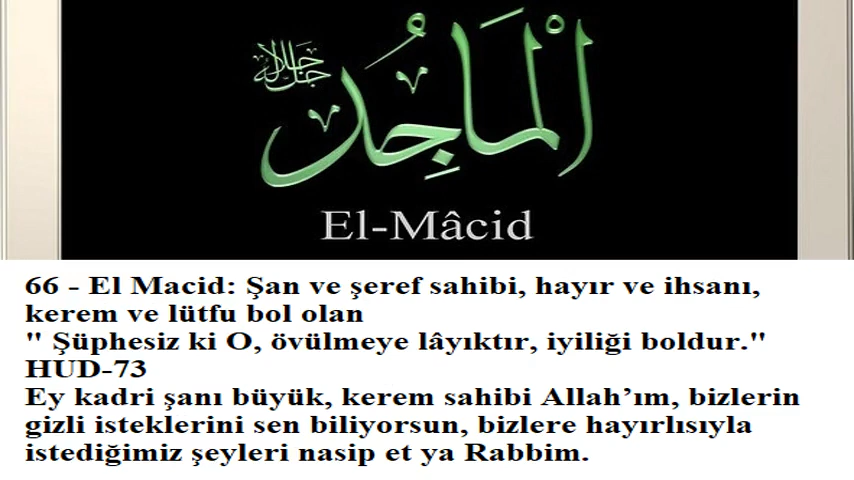 الْمَاجِدُ
جل جلاله
El-Mâcid
66 - El Macid: Şan ve şeref sahibi, hayır ve ihsanı,
kerem ve lütfu bol olan
" Şüphesiz ki O, övülmeye lâyıktır, iyiliği boldur."
HUD-73
Ey kadri şanı büyük, kerem sahibi Allah’ım, bizlerin
gizli isteklerini sen biliyorsun, bizlere hayırlısıyla
istediğimiz şeyleri nasip et ya Rabbim.